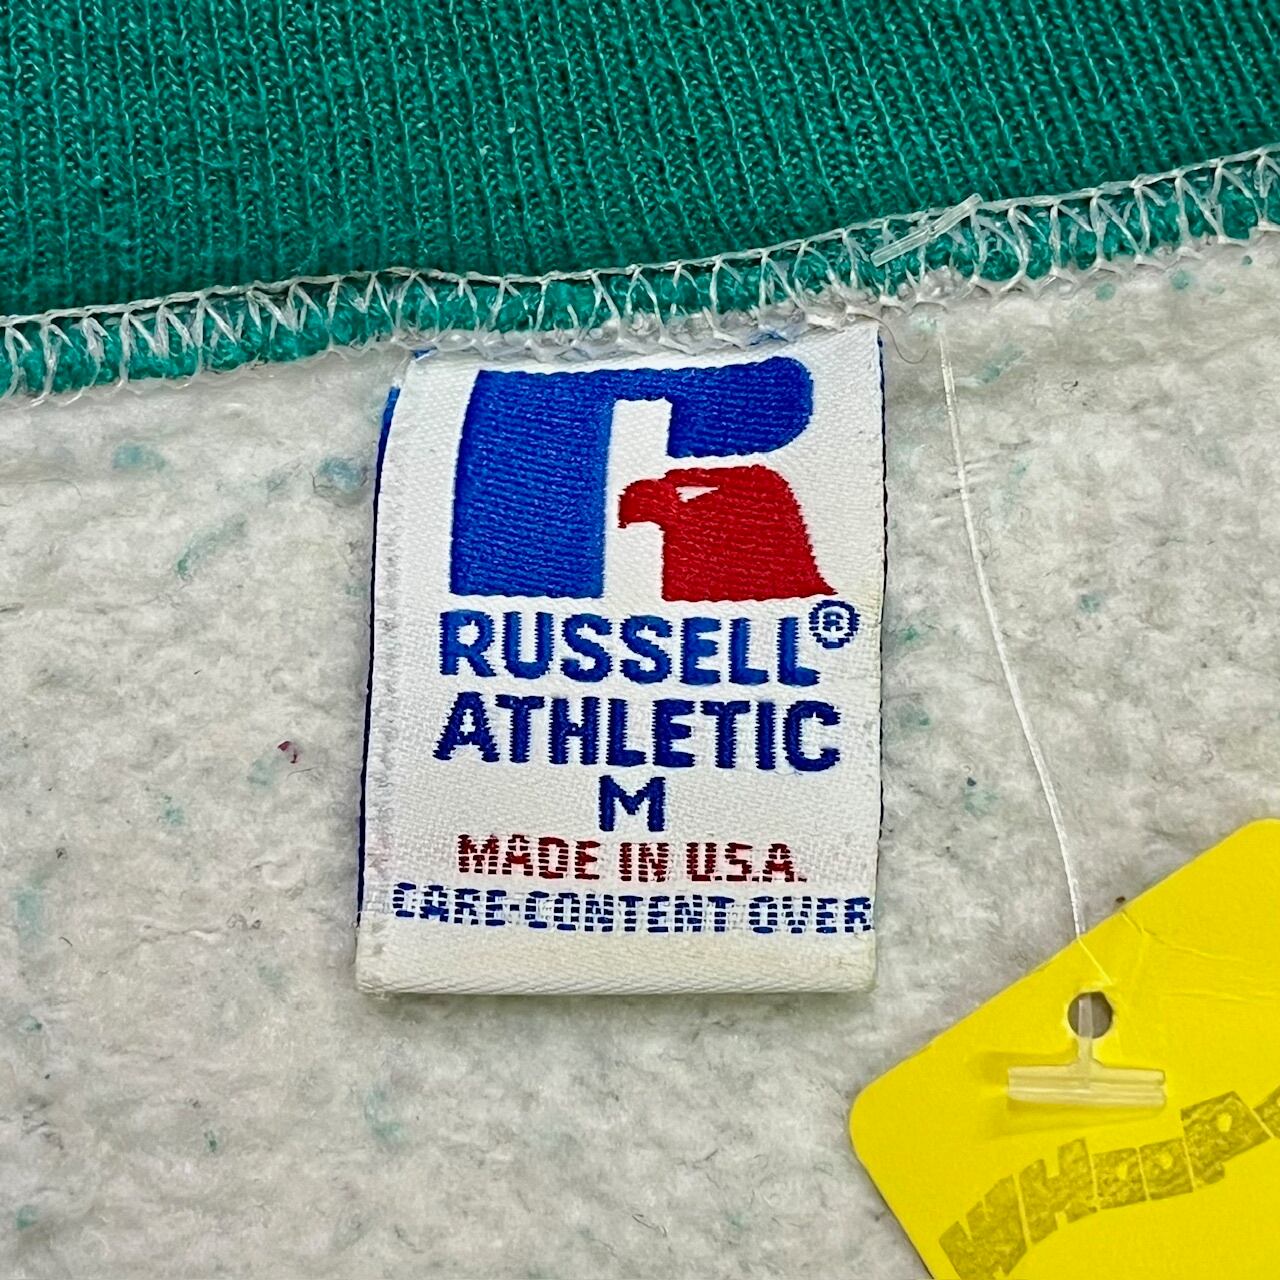 RUSSELL®
ATHLETIC
M
MADE IN U.S.A.
CARE-CONTENT OVER